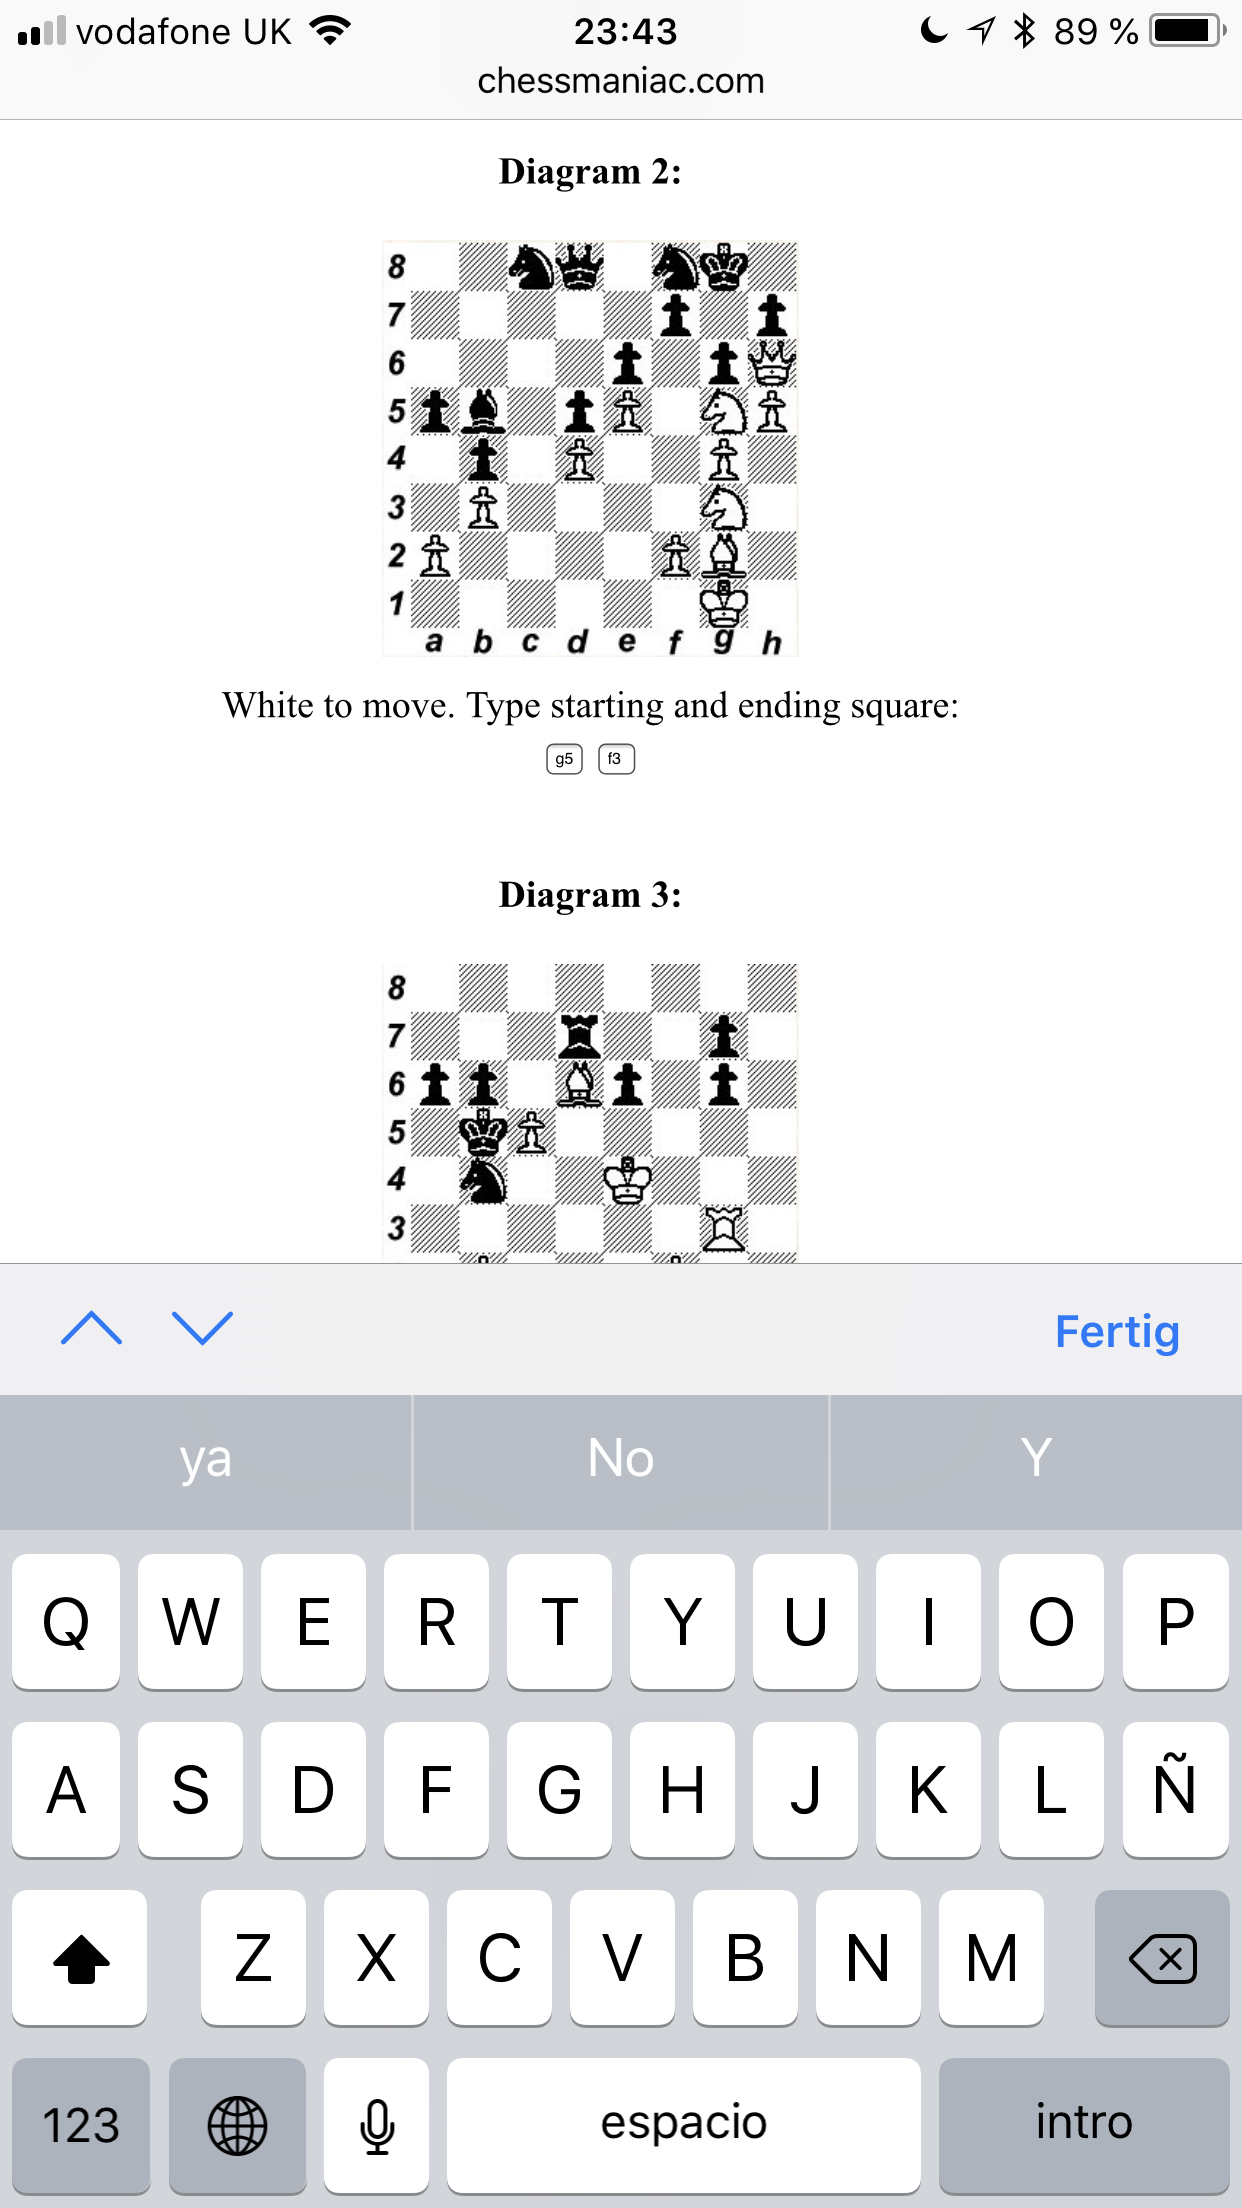 vodafone UK 23:43 89 %
chessmaniac.com
Diagram 2:
8
7
6
5
4
3
2
1
a b c d e f g h
White to move. Type starting and ending square:
g5 f3
Diagram 3:
8
7
6
5
4
3
Fertig
ya No Y
Q W E R T Y U I O P
A S D F G H J K L Ñ
Z X C V B N M
123 espacio intro